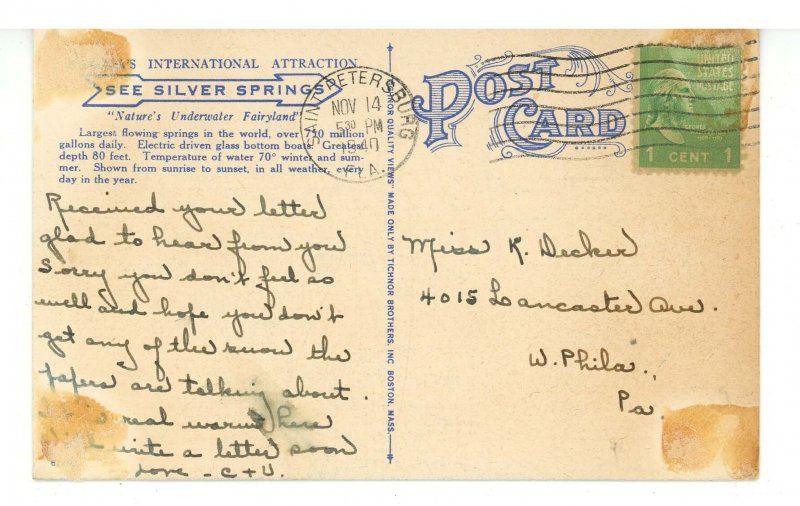 'S INTERNATIONAL ATTRACTION.
SEE SILVER SPRINGS
"Nature's Underwater Fairyland"
Largest flowing springs in the world, over 750 million
gallons daily. Electric driven glass bottom boats. Greatest
depth 80 feet. Temperature of water 70° winter and sum-
mer. Shown from sunrise to sunset, in all weather, every
day in the year.
Received your letter
glad to hear from you
Sorry you don't feel so
well and hope you don't
get any of the snow the
papers are talking about.
real warm here
write a letter soon
Love - C + U.
QUALITY VIEWS" MADE ONLY BY TICHNOR BROTHERS, INC. BOSTON, MASS.
POST CARD
SAINT PETERSBURG
NOV 14
5 30 PM
1940
FLA.
UNITED
STATES
POSTAGE
1 CENT 1
Miss K. Decker
4015 Lancaster Ave.
W. Phila.,
Pa.